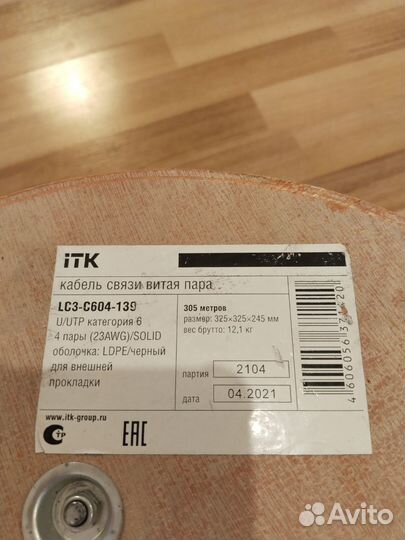 iTK
кабель связи витая пара
LC3-C604-139
U/UTP категория 6
4 пары (23AWG)/SOLID
оболочка: LDPE/черный
для внешней
прокладки
www.itk-group.ru
305 метров
размер: 325×325×245 мм
вес брутто: 12,1 кг
партия 2104
дата 04.2021
ЕАС
Avito